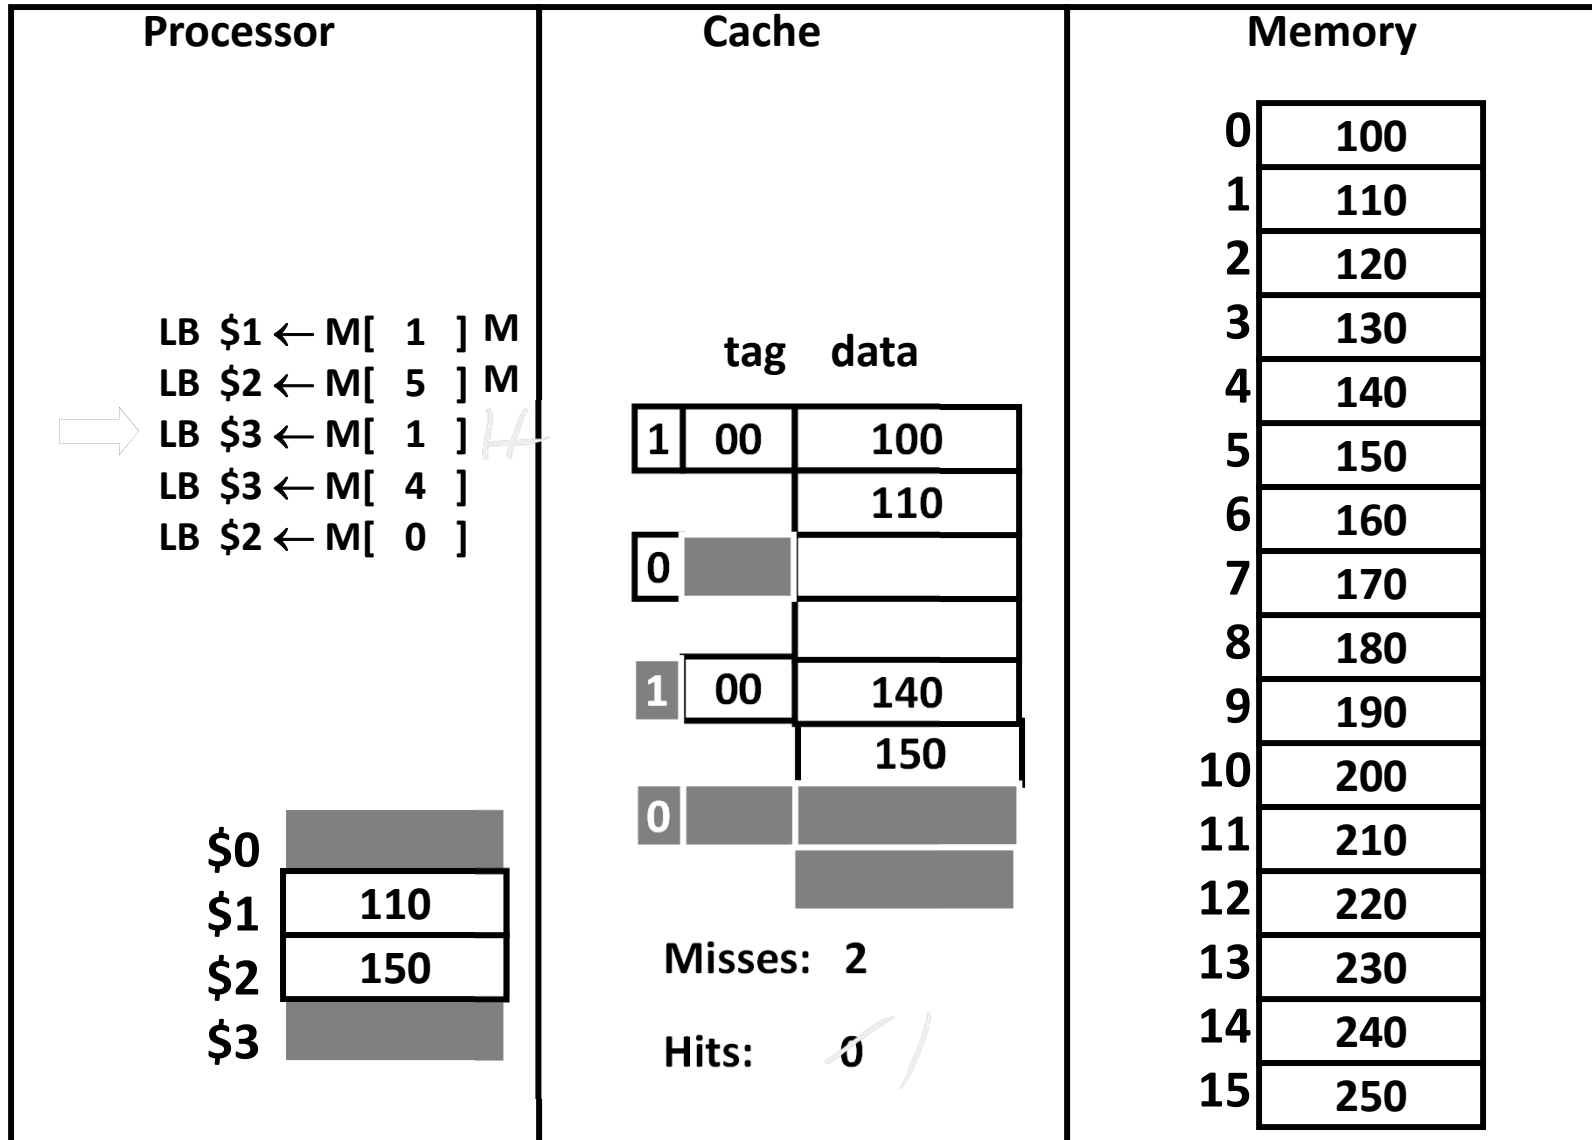 Processor
LB $1 ← M[ 1 ] M
LB $2 ← M[ 5 ] M
LB $3 ← M[ 1 ] H
LB $3 ← M[ 4 ]
LB $2 ← M[ 0 ]
$0
$1 110
$2 150
$3
Cache
tag data
1 00 100
110
0
1 00 140
150
0
Misses: 2
Hits: 0 1
Memory
0 100
1 110
2 120
3 130
4 140
5 150
6 160
7 170
8 180
9 190
10 200
11 210
12 220
13 230
14 240
15 250